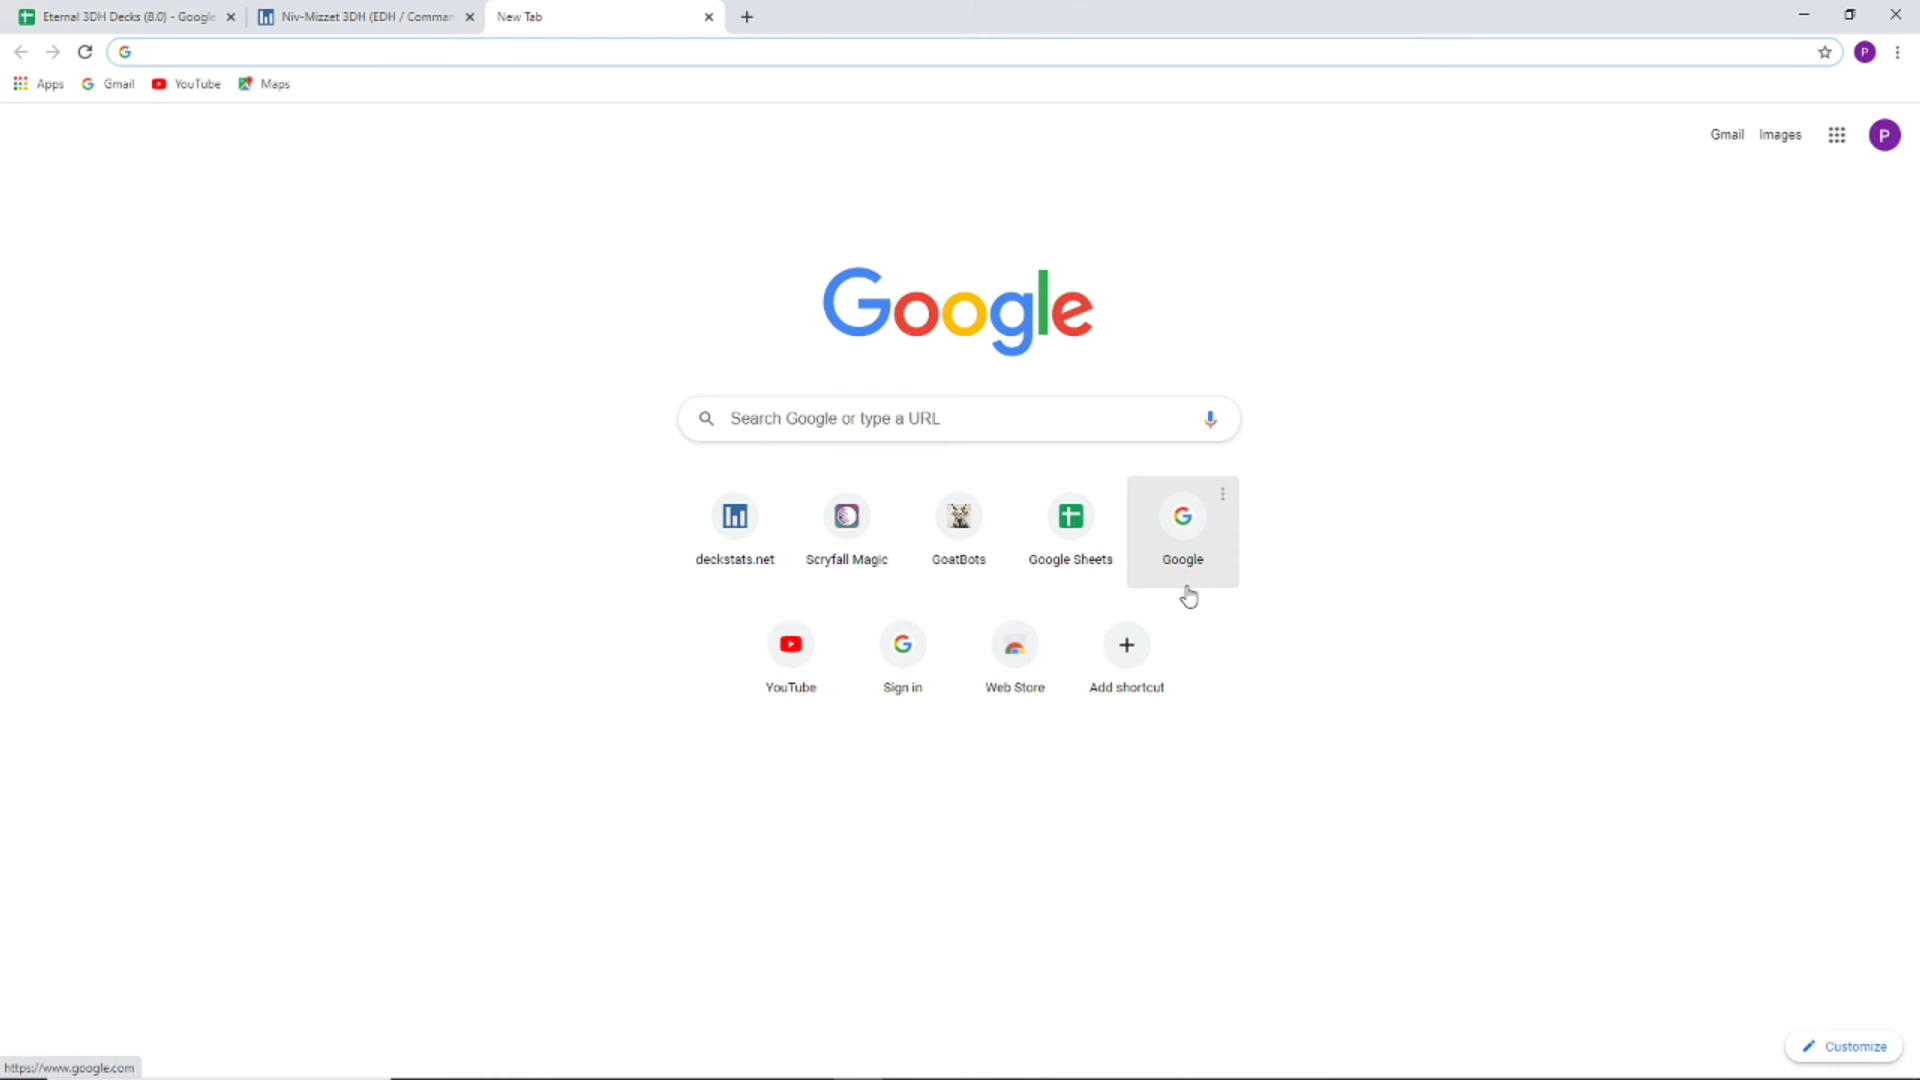 Eternal 3DH Decks (8.0) - Google
Niv-Mizzet 3DH (EDH / Comman
New Tab
P
Apps
Gmail
YouTube
Maps
Gmail
Images
P
Google
Search Google or type a URL
deckstats.net
Scryfall Magic
GoatBots
Google Sheets
Google
YouTube
Sign in
Web Store
Add shortcut
Customize
https://www.google.com